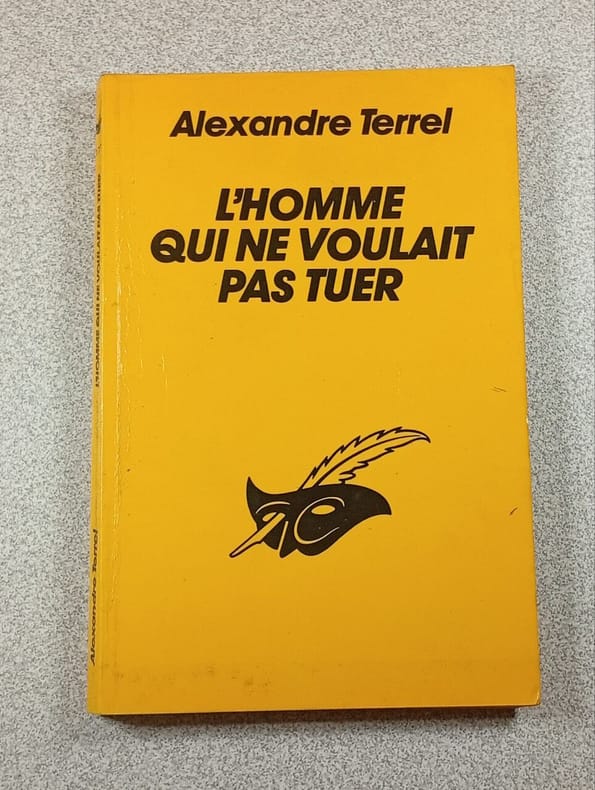 Alexandre Terrel
L'HOMME
QUI NE VOULAIT
PAS TUER
L'HOMME QUI NE VOULAIT PAS TUER
Alexandre Terrel